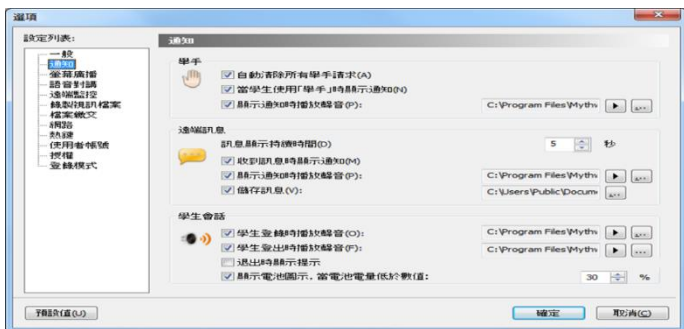 選項
設定列表:
一般
通知
螢幕廣播
語音對講
遠端監控
錄製視訊檔案
檔案繳交
網路
熱鍵
使用者帳號
授權
登錄模式
通知
舉手
自動清除所有舉手請求(A)
當學生使用「舉手」時顯示通知(N)
顯示通知時播放聲音(P): C:\Program Files\Myth ...
遠端訊息
訊息顯示持續時間(D) 5 秒
收到訊息時顯示通知(M)
顯示通知時播放聲音(P): C:\Program Files\Myth ...
儲存訊息(V): C:\Users\Public\Docum ...
學生會話
學生登錄時播放聲音(O): C:\Program Files\Myth ...
學生登出時播放聲音(F): C:\Program Files\Myth ...
退出時顯示提示
顯示電池圖示, 當電池電量低於數值: 30 %
預設值(U) 確定 取消(C)